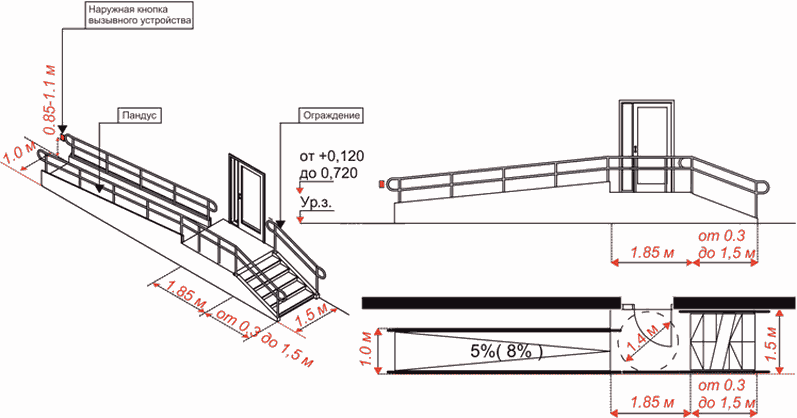 Наружная кнопка
вызывного устройства
0.85-1.1 м
Пандус
Ограждение
1.0 м
от +0,120
до 0,720
Ур.з.
1.85 м
от 0,3 до 1,5 м
1.5 м
1.85 м
от 0.3
до 1,5 м
1.0 м
5%( 8% )
1.4 м
1.5 м
1.85 м
от 0.3
до 1,5 м